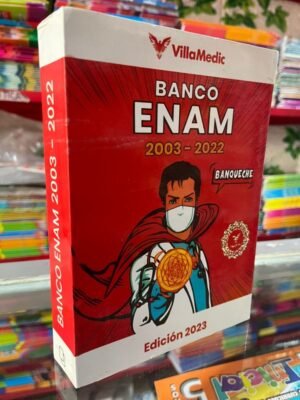 VillaMedic
BANCO
ENAM
2003 - 2022
BANQUECHE
Edición 2023
BANCO ENAM 2003 - 2022